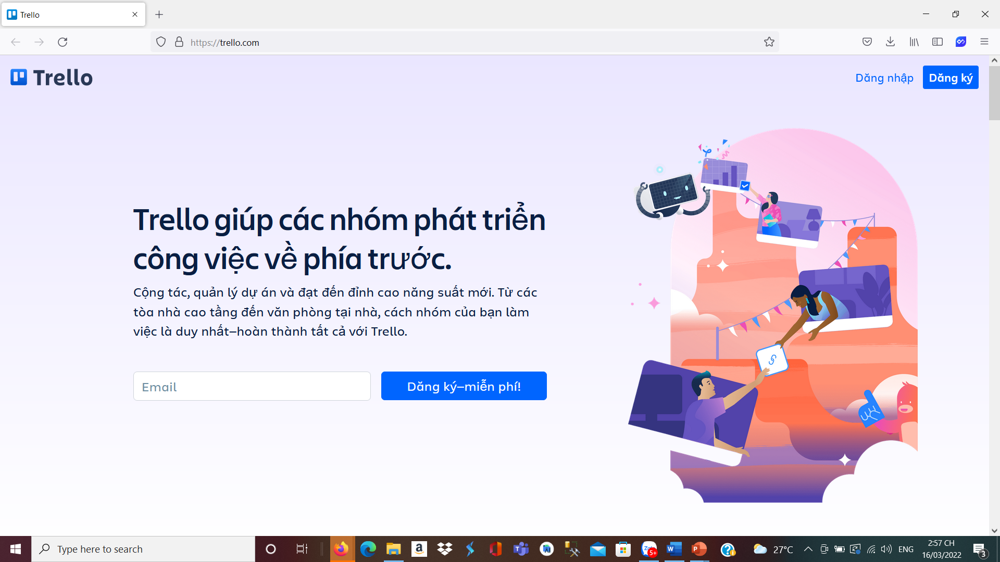 Trello
https://trello.com
Trello
Đăng nhập
Đăng ký
Trello giúp các nhóm phát triển
công việc về phía trước.
Cộng tác, quản lý dự án và đạt đến đỉnh cao năng suất mới. Từ các
tòa nhà cao tầng đến văn phòng tại nhà, cách nhóm của bạn làm
việc là duy nhất—hoàn thành tất cả với Trello.
Email
Đăng ký—miễn phí!
Type here to search
27°C
ENG
2:57 CH
16/03/2022
3
5+